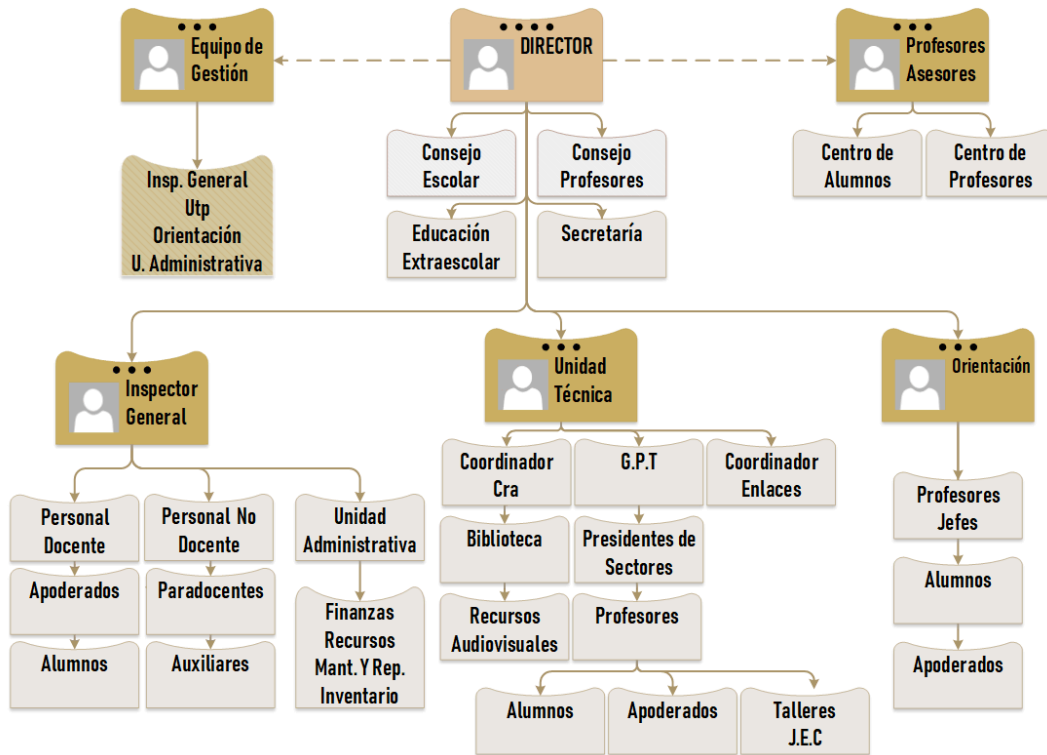 Equipo de
Gestión
DIRECTOR
Profesores
Asesores
Insp. General
Utp
Orientación
U. Administrativa
Consejo
Escolar
Consejo
Profesores
Centro de
Alumnos
Centro de
Profesores
Educación
Extraescolar
Secretaría
Inspector
General
Unidad
Técnica
Orientación
Personal
Docente
Personal No
Docente
Unidad
Administrativa
Coordinador
Cra
G.P.T
Coordinador
Enlaces
Profesores
Jefes
Apoderados
Paradocentes
Finanzas
Recursos
Mant. Y Rep.
Inventario
Biblioteca
Presidentes de
Sectores
Alumnos
Alumnos
Auxiliares
Recursos
Audiovisuales
Profesores
Apoderados
Alumnos
Apoderados
Talleres
J.E.C